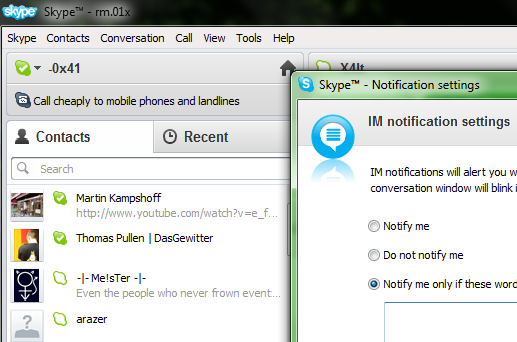 skype Skype™ - rm.01x
Skype Contacts Conversation Call View Tools Help
-0x41
Call cheaply to mobile phones and landlines
Contacts
Recent
Search
Martin Kampshoff
http://www.youtube.com/watch?v=e_f...
Thomas Pullen | DasGewitter
-|- Me!sTer -|-
Even the people who never frown event...
arazer
Skype™ - Notification settings
IM notification settings
IM notifications will alert you w
conversation window will blink i
Notify me
Do not notify me
Notify me only if these word